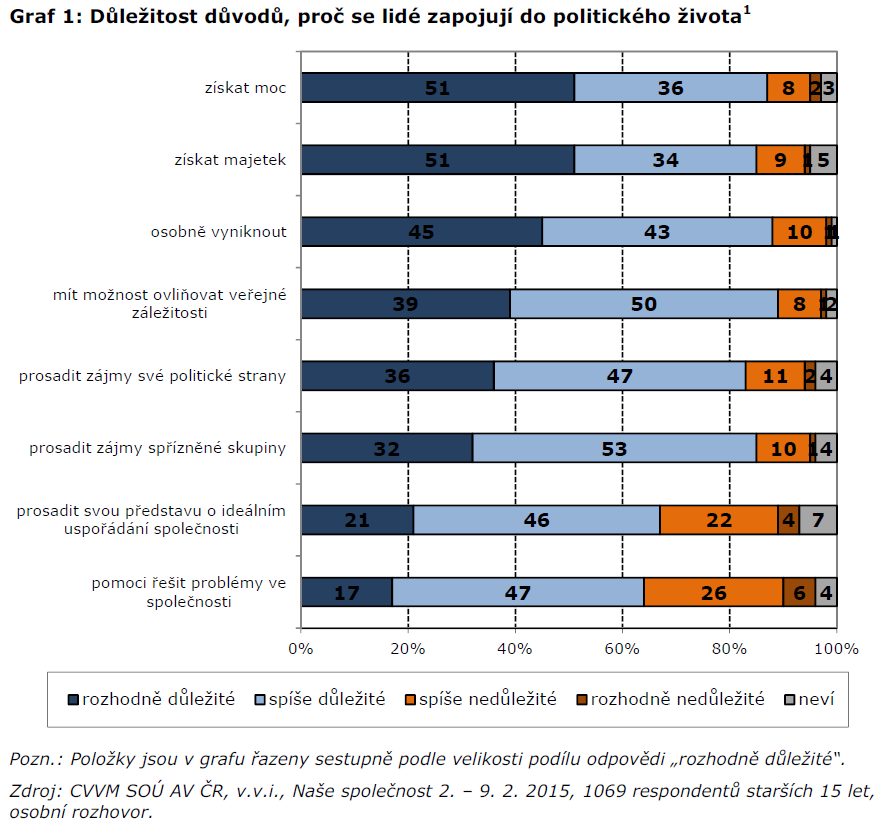 Graf 1: Důležitost důvodů, proč se lidé zapojují do politického života¹
získat moc
51 36 8 2 3
získat majetek
51 34 9 1 5
osobně vyniknout
45 43 10 1 1
mít možnost ovliňovat veřejné
záležitosti
39 50 8 1 2
prosadit zájmy své politické strany
36 47 11 2 4
prosadit zájmy spřízněné skupiny
32 53 10 1 4
prosadit svou představu o ideálním
uspořádání společnosti
21 46 22 4 7
pomoci řešit problémy ve
společnosti
17 47 26 6 4
0% 20% 40% 60% 80% 100%
rozhodně důležité spíše důležité spíše nedůležité rozhodně nedůležité neví
Pozn.: Položky jsou v grafu řazeny sestupně podle velikosti podílu odpovědi „rozhodně důležité“.
Zdroj: CVVM SOÚ AV ČR, v.v.i., Naše společnost 2. – 9. 2. 2015, 1069 respondentů starších 15 let,
osobní rozhovor.